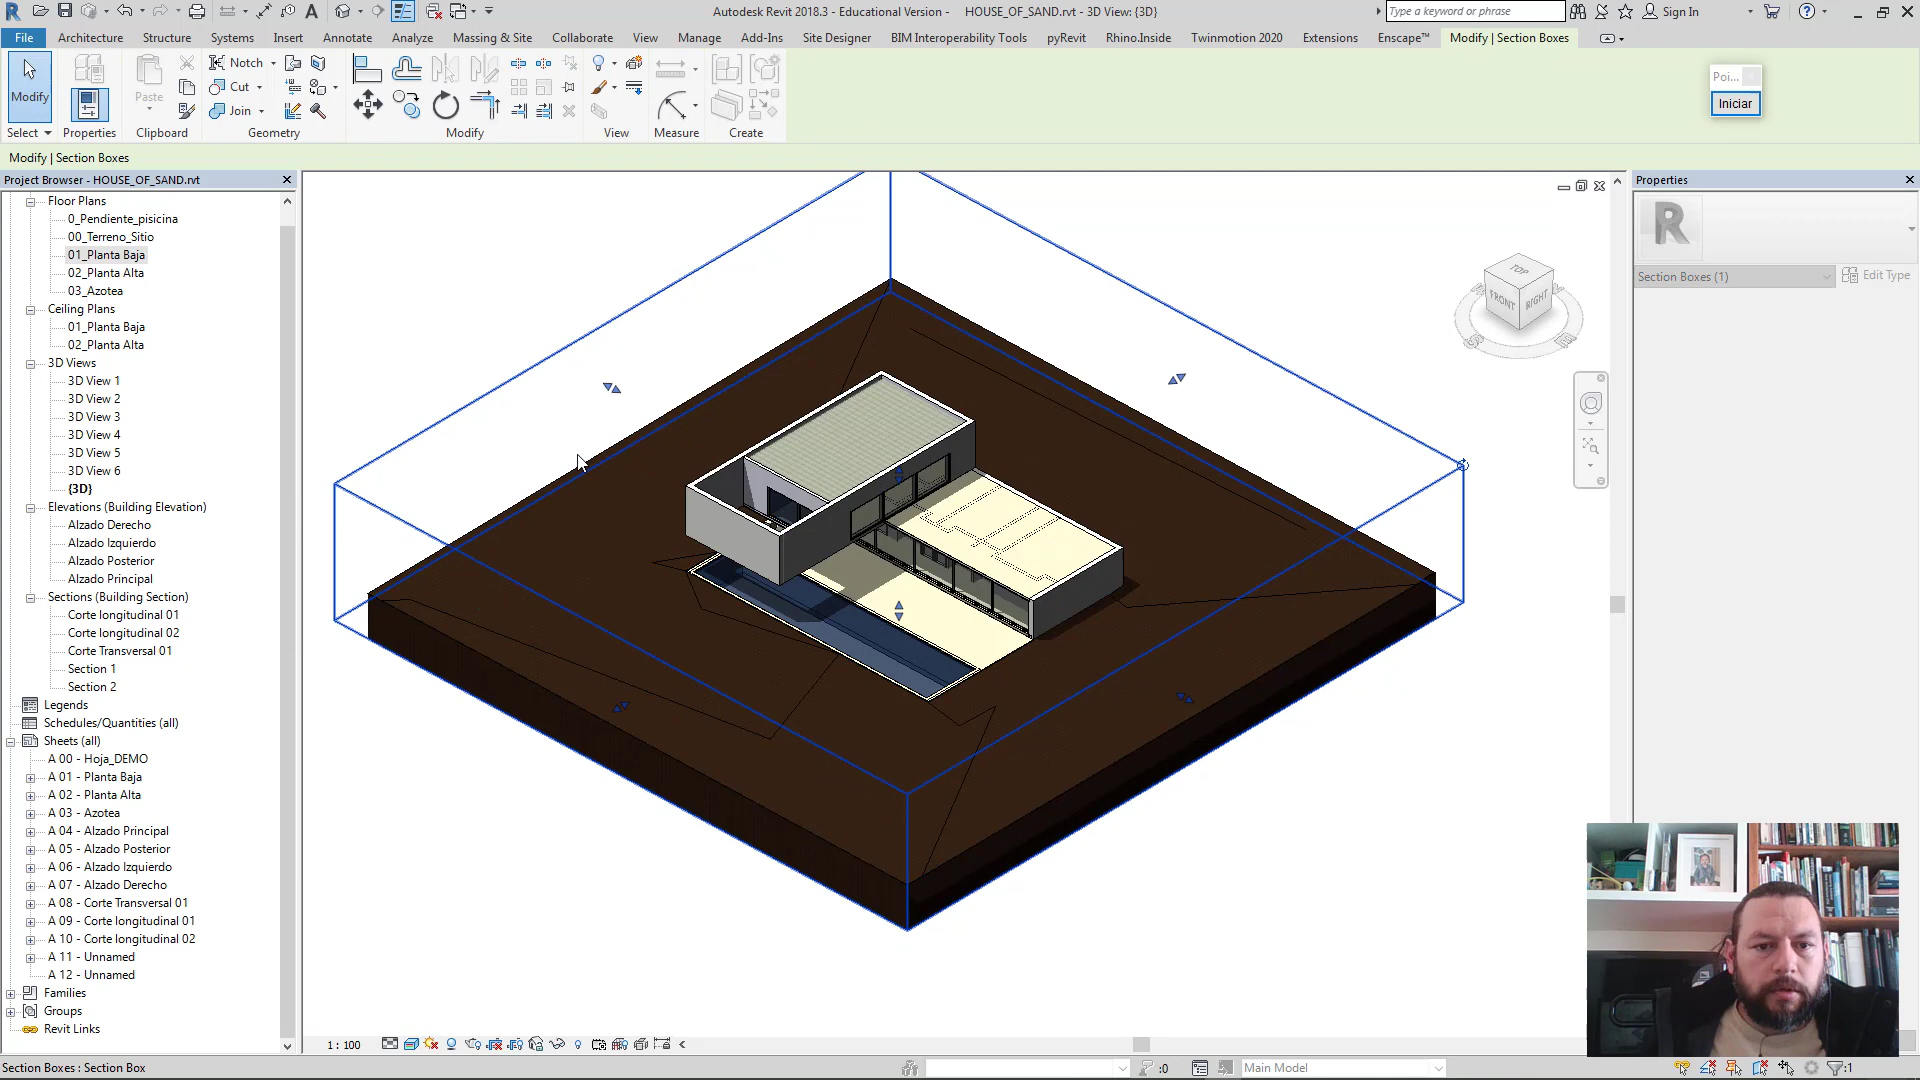 Autodesk Revit 2018.3 - Educational Version - HOUSE_OF_SAND.rvt - 3D View: {3D}
Type a keyword or phrase
Sign In
File Architecture Structure Systems Insert Annotate Analyze Massing & Site Collaborate View Manage Add-Ins Site Designer BIM Interoperability Tools pyRevit Rhino.Inside Twinmotion 2020 Extensions Enscape™ Modify | Section Boxes
Modify
Paste
Notch
Cut
Join
Poi...
Iniciar
Select Properties Clipboard Geometry Modify View Measure Create
Modify | Section Boxes
Project Browser - HOUSE_OF_SAND.rvt
Floor Plans
0_Pendiente_pisicina
00_Terreno_Sitio
01_Planta Baja
02_Planta Alta
03_Azotea
Ceiling Plans
01_Planta Baja
02_Planta Alta
3D Views
3D View 1
3D View 2
3D View 3
3D View 4
3D View 5
3D View 6
{3D}
Elevations (Building Elevation)
Alzado Derecho
Alzado Izquierdo
Alzado Posterior
Alzado Principal
Sections (Building Section)
Corte longitudinal 01
Corte longitudinal 02
Corte Transversal 01
Section 1
Section 2
Legends
Schedules/Quantities (all)
Sheets (all)
A 00 - Hoja_DEMO
A 01 - Planta Baja
A 02 - Planta Alta
A 03 - Azotea
A 04 - Alzado Principal
A 05 - Alzado Posterior
A 06 - Alzado Izquierdo
A 07 - Alzado Derecho
A 08 - Corte Transversal 01
A 09 - Corte longitudinal 01
A 10 - Corte longitudinal 02
A 11 - Unnamed
A 12 - Unnamed
Families
Groups
Revit Links
TOP
FRONT
RIGHT
Properties
R
Section Boxes (1)
Edit Type
1 : 100
Section Boxes : Section Box
:0
Main Model
:1